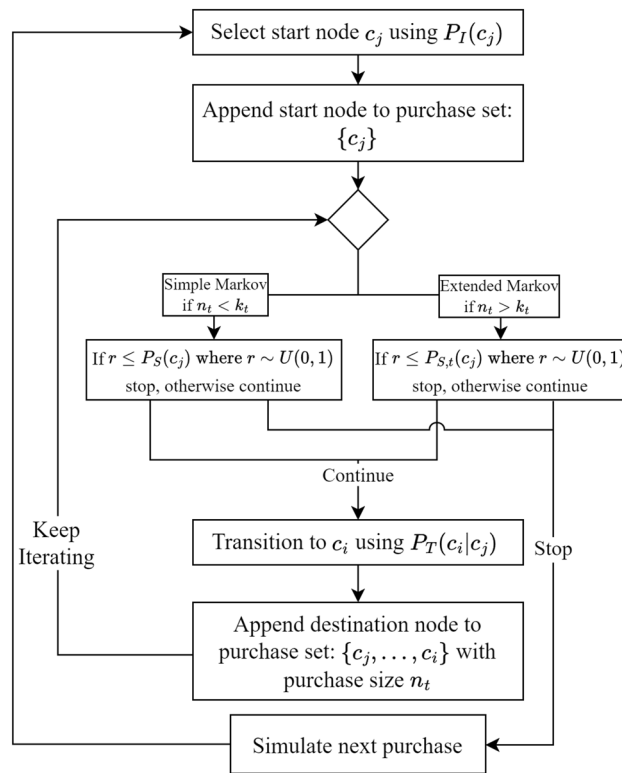 Select start node c_j using P_I(c_j)
Append start node to purchase set:
{c_j}
Simple Markov
if n_t < k_t
Extended Markov
if n_t > k_t
If r ≤ P_S(c_j) where r ∼ U(0, 1)
stop, otherwise continue
If r ≤ P_{S,t}(c_j) where r ∼ U(0, 1)
stop, otherwise continue
Continue
Keep
Iterating
Transition to c_i using P_T(c_i|c_j)
Stop
Append destination node to
purchase set: {c_j, . . . , c_i} with
purchase size n_t
Simulate next purchase